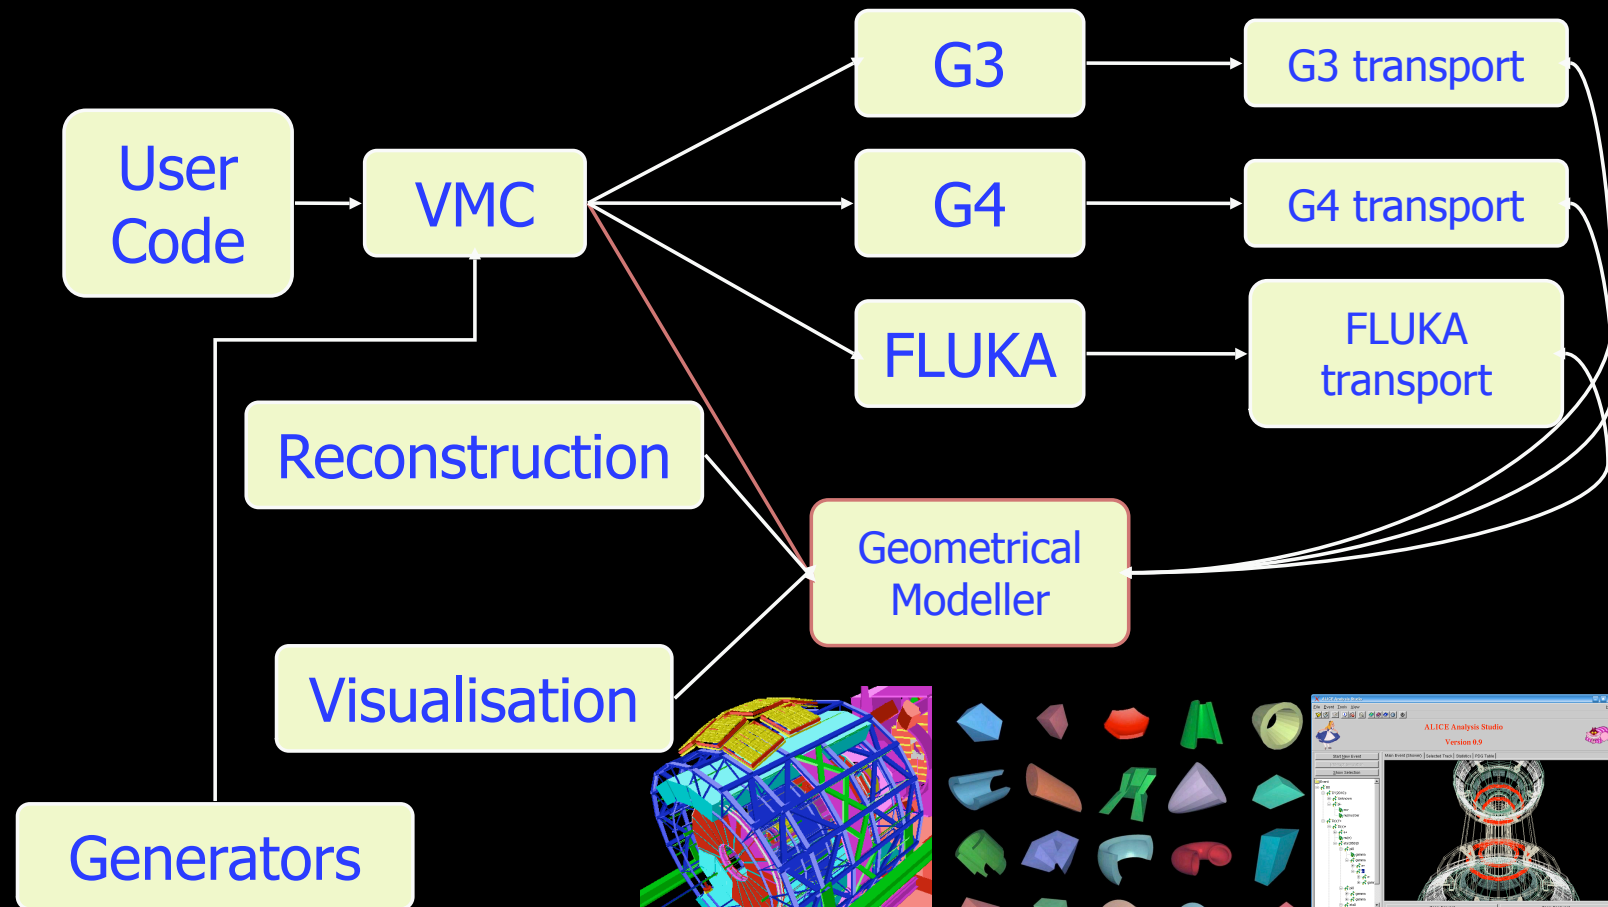 G3
G3 transport
User
Code
VMC
G4
G4 transport
FLUKA
FLUKA
transport
Reconstruction
Geometrical
Modeller
Visualisation
Generators
ALICE Analysis Studio
Version 0.9